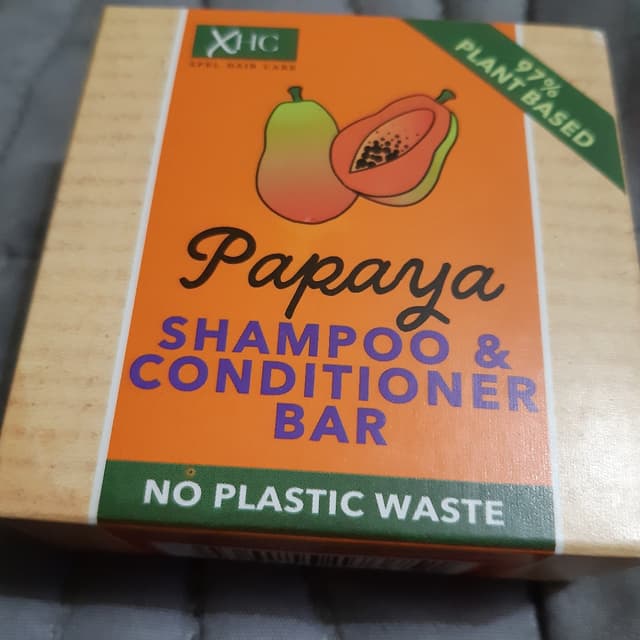 XHC
XPEL HAIR CARE
97%
PLANT BASED
Papaya
SHAMPOO &
CONDITIONER
BAR
NO PLASTIC WASTE